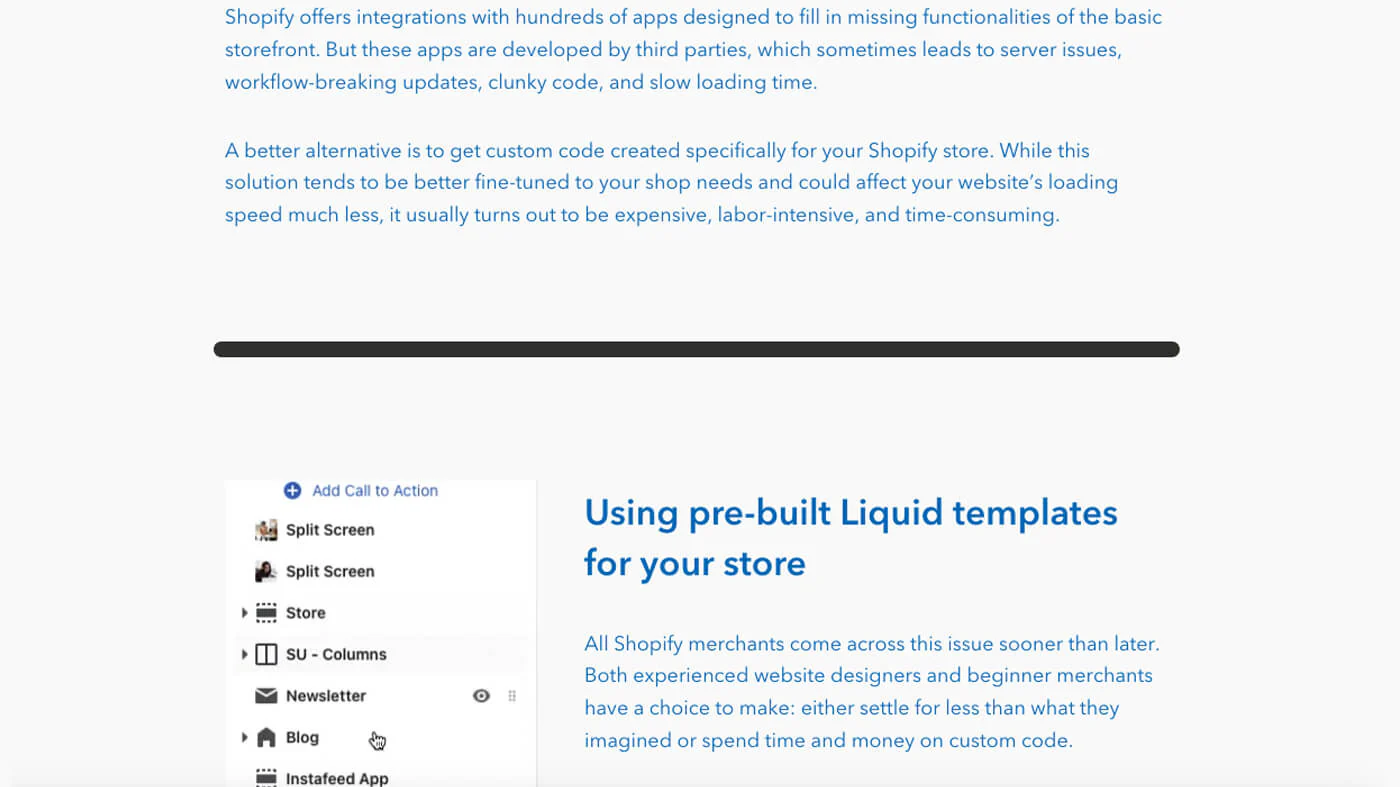 Shopify offers integrations with hundreds of apps designed to fill in missing functionalities of the basic
storefront. But these apps are developed by third parties, which sometimes leads to server issues,
workflow-breaking updates, clunky code, and slow loading time.
A better alternative is to get custom code created specifically for your Shopify store. While this
solution tends to be better fine-tuned to your shop needs and could affect your website’s loading
speed much less, it usually turns out to be expensive, labor-intensive, and time-consuming.
Add Call to Action
Split Screen
Split Screen
Store
SU - Columns
Newsletter
Blog
Instafeed App
Using pre-built Liquid templates
for your store
All Shopify merchants come across this issue sooner than later.
Both experienced website designers and beginner merchants
have a choice to make: either settle for less than what they
imagined or spend time and money on custom code.